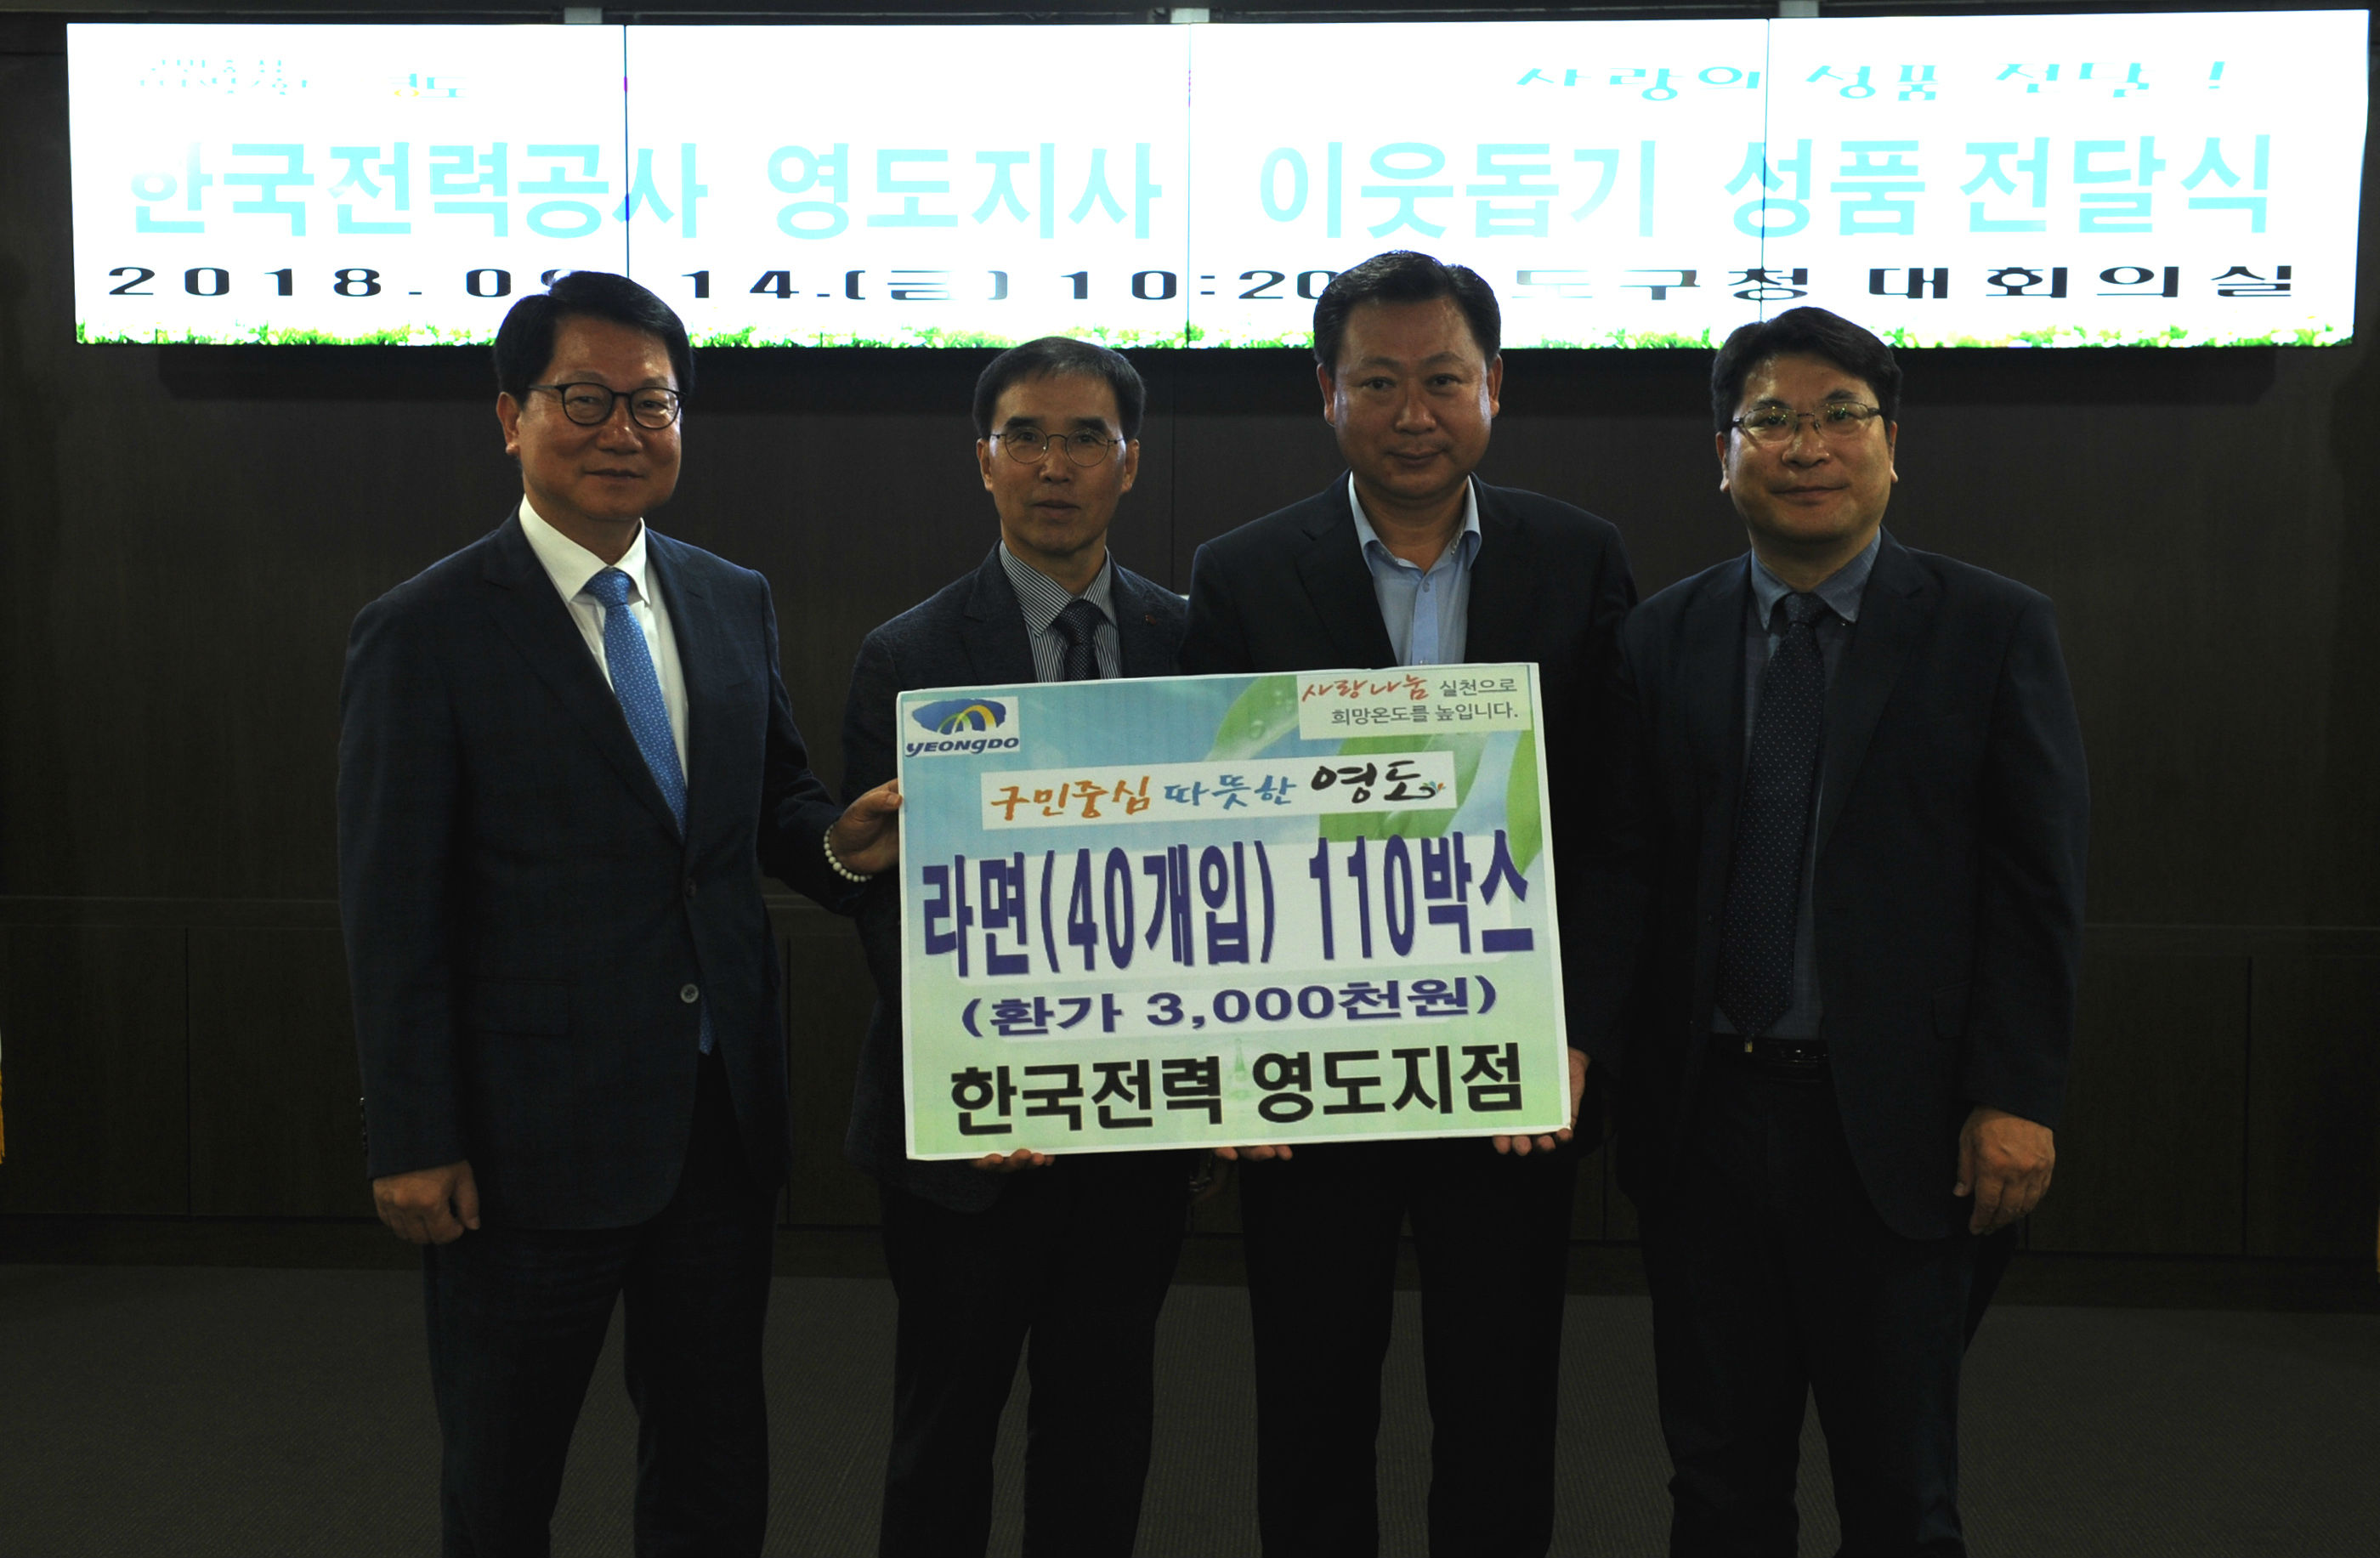 사랑의 성품 전달 !
한국전력공사 영도지사 이웃돕기 성품 전달식
2018. 14.(금) 10:20 도구청 대회의실
YEONGDO
사랑나눔 실천으로
희망온도를 높입니다.
구민중심 따뜻한 영도
라면(40개입) 110박스
(환가 3,000천원)
한국전력 영도지점